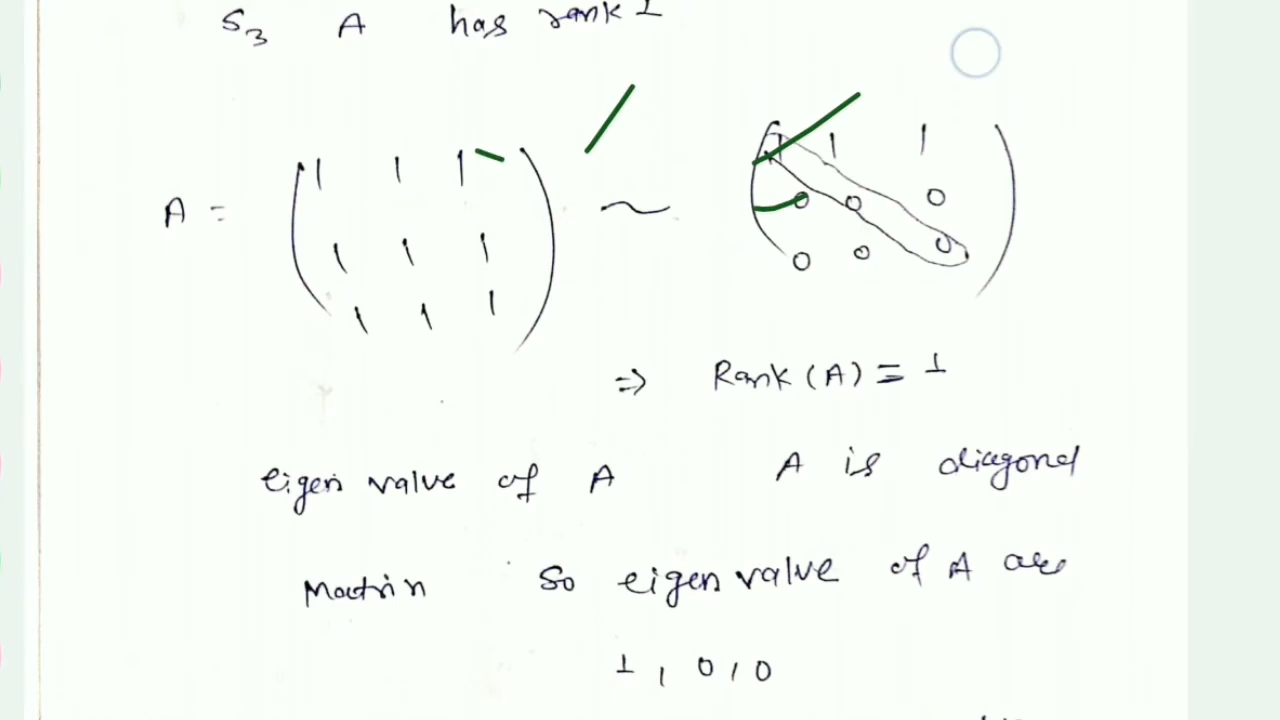 S3 A has rank 1
A = ( 1 1 1 ) ~ ( 1 1 1 )
1 1 1 0 0 0
1 1 1 0 0 0
=> Rank (A) = 1
eigen value of A A is diagonal
Matrix So eigen value of A are
1 , 0 , 0